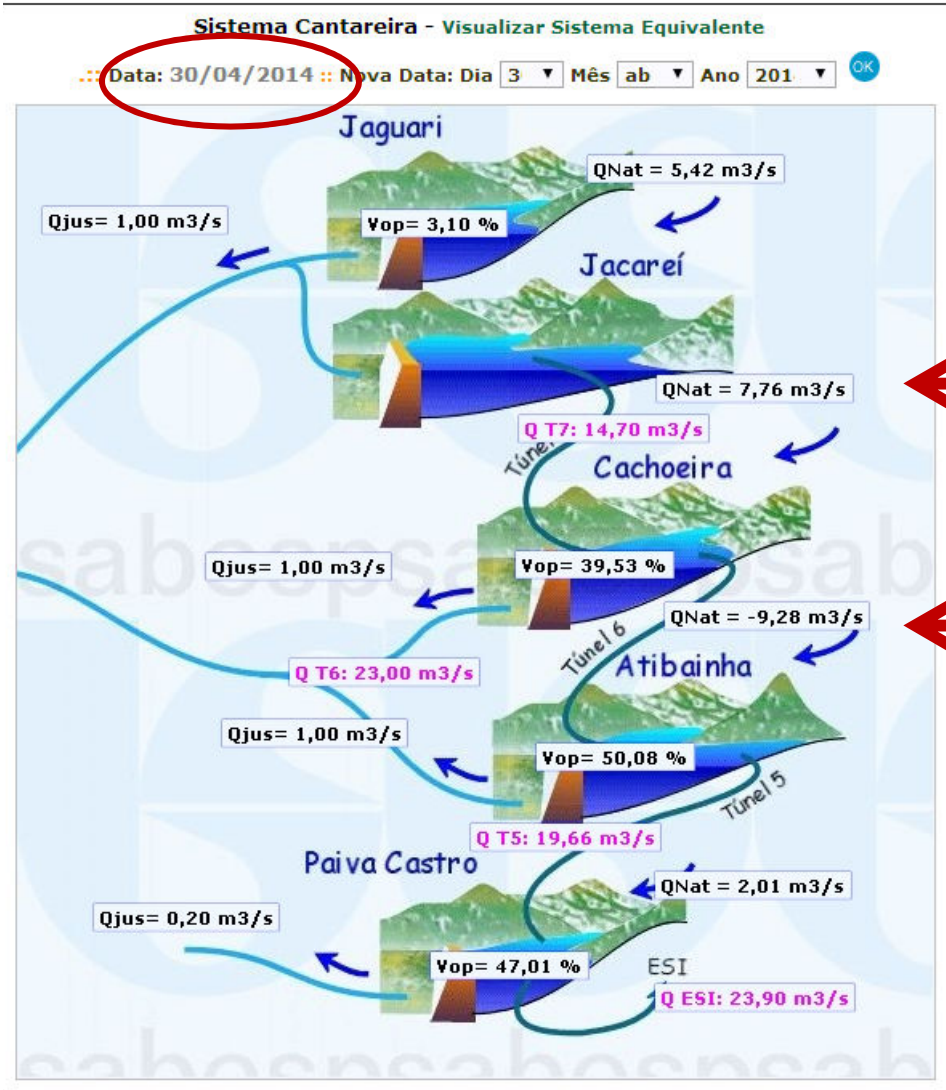 Sistema Cantareira - Visualizar Sistema Equivalente
.:: Data: 30/04/2014 :: Nova Data: Dia 3 ▼ Mês ab ▼ Ano 201 ▼ OK
Jaguari
QNat = 5,42 m3/s
Qjus= 1,00 m3/s
Vop= 3,10 %
Jacareí
QNat = 7,76 m3/s
Q T7: 14,70 m3/s
Túnel
Cachoeira
Qjus= 1,00 m3/s
Vop= 39,53 %
QNat = -9,28 m3/s
Túnel 6
Q T6: 23,00 m3/s
Atibainha
Qjus= 1,00 m3/s
Vop= 50,08 %
Túnel 5
Q T5: 19,66 m3/s
Paiva Castro
QNat = 2,01 m3/s
Qjus= 0,20 m3/s
Vop= 47,01 %
ESI
Q ESI: 23,90 m3/s